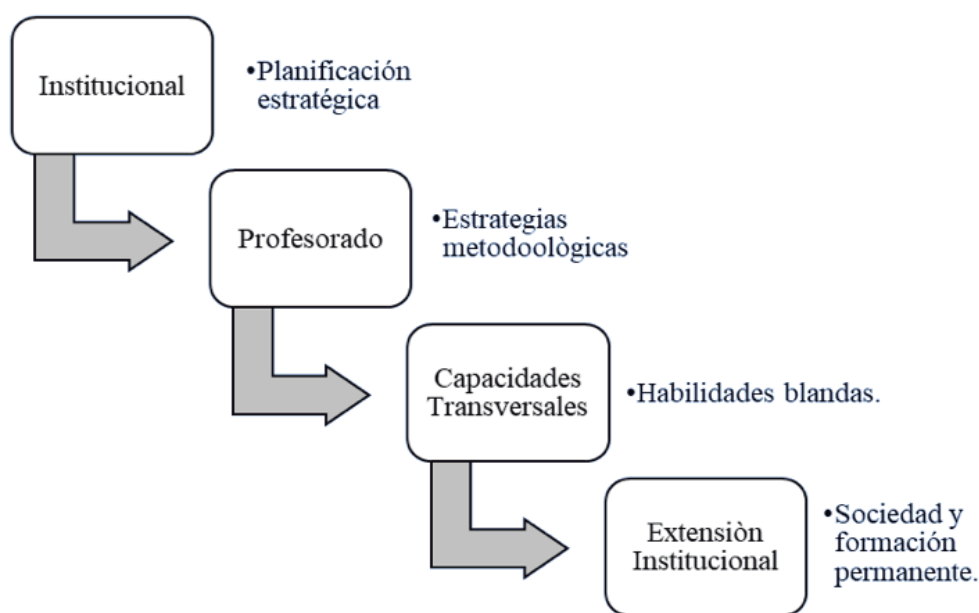 Institucional
•Planificación
estratégica
Profesorado
•Estrategias
metodoològicas
Capacidades
Transversales
•Habilidades blandas.
Extensiòn
Institucional
•Sociedad y
formación
permanente.